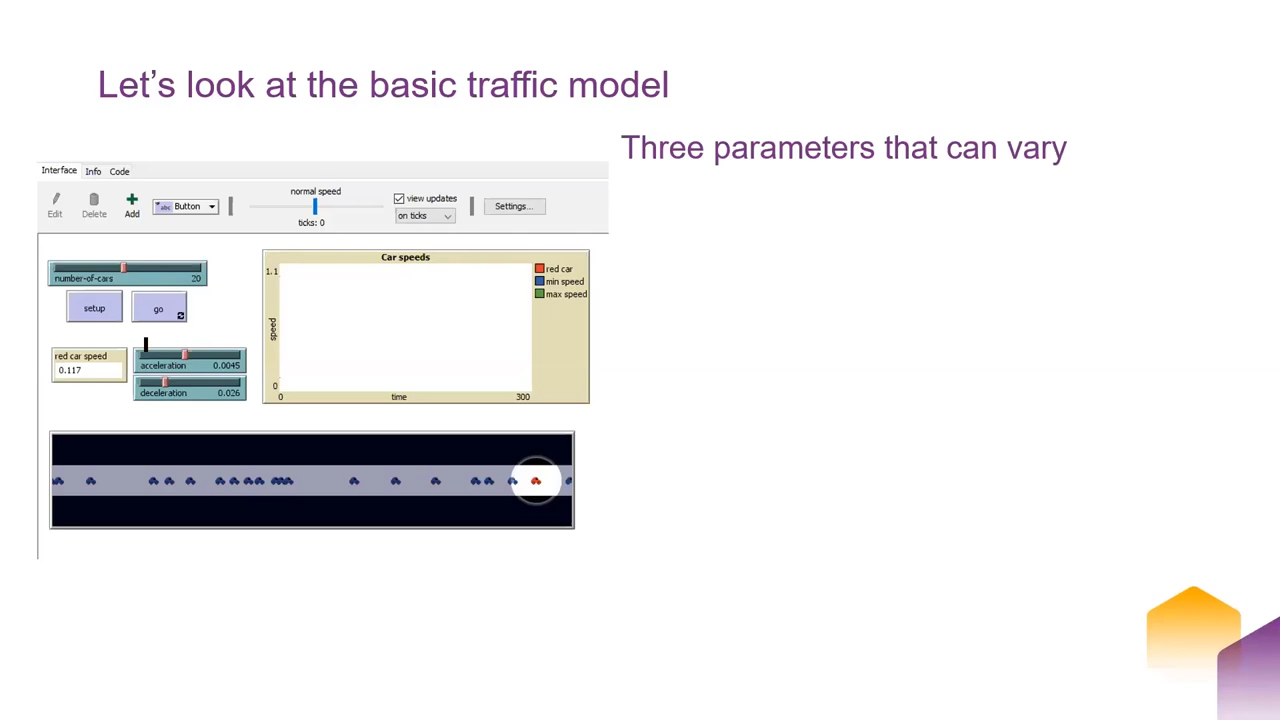 Let's look at the basic traffic model
Three parameters that can vary
Interface Info Code
Edit Delete Add abc Button normal speed ticks: 0 view updates on ticks Settings...
number-of-cars 20
setup go
red car speed
0.117
acceleration 0.0045
deceleration 0.026
Car speeds
1.1
speed
0
0 time 300
red car
min speed
max speed